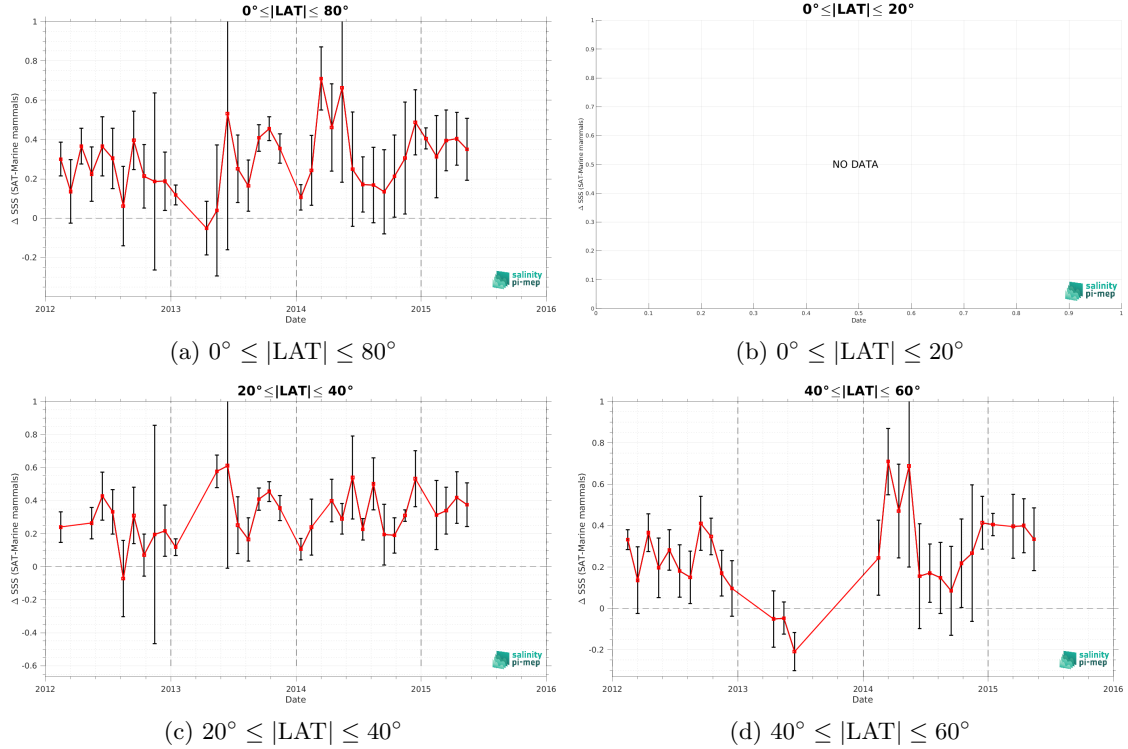 0°≤|LAT|≤ 80°
1
0.8
0.6
0.4
0.2
0
-0.2
Δ SSS (SAT-Marine mammals)
2012
2013
2014
2015
2016
Date
salinity
pi-mep
(a) 0° ≤ |LAT| ≤ 80°
0°≤|LAT|≤ 20°
1
0.9
0.8
0.7
0.6
0.5
0.4
0.3
0.2
0.1
0
Δ SSS (SAT-Marine mammals)
NO DATA
0
0.1
0.2
0.3
0.4
0.5
0.6
0.7
0.8
0.9
1
Date
salinity
pi-mep
(b) 0° ≤ |LAT| ≤ 20°
20°≤|LAT|≤ 40°
1
0.8
0.6
0.4
0.2
0
-0.2
-0.4
-0.6
Δ SSS (SAT-Marine mammals)
2012
2013
2014
2015
2016
Date
salinity
pi-mep
(c) 20° ≤ |LAT| ≤ 40°
40°≤|LAT|≤ 60°
1
0.8
0.6
0.4
0.2
0
-0.2
Δ SSS (SAT-Marine mammals)
2012
2013
2014
2015
2016
Date
salinity
pi-mep
(d) 40° ≤ |LAT| ≤ 60°